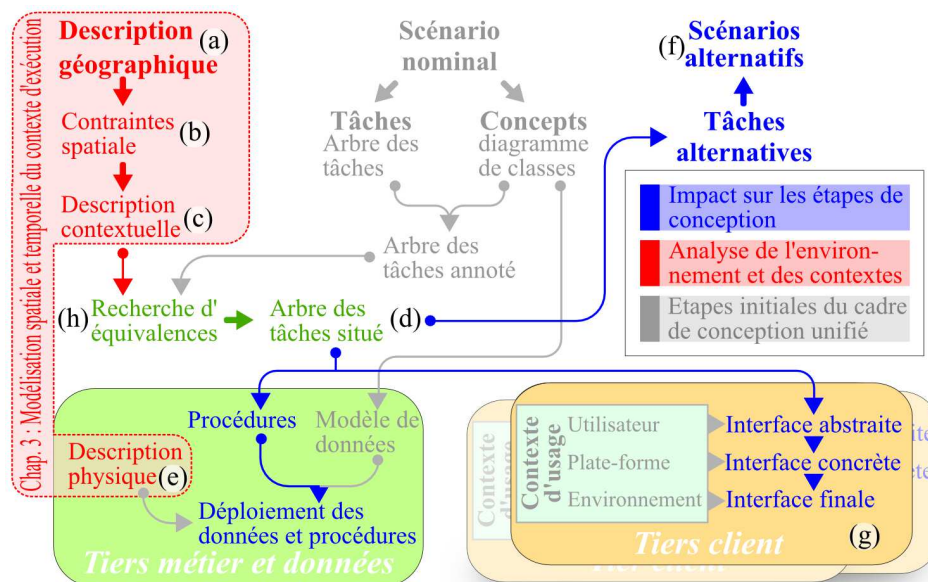 Chap. 3 : Modélisation spatiale et temporelle du contexte d'exécution
Description
géographique
(a)
Contraintes
spatiale
(b)
Description
contextuelle
(c)
Scénario
nominal
Tâches
Arbre des
tâches
Concepts
diagramme
de classes
Arbre des
tâches annoté
(f)
Scénarios
alternatifs
Tâches
alternatives
Impact sur les étapes de
conception
Analyse de l'environ-
nement et des contextes
Etapes initiales du cadre
de conception unifié
(h)
Recherche d'
équivalences
Arbre des
tâches situé
(d)
Procédures
Modèle de
données
Description
physique
(e)
Déploiement des
données et procédures
Tiers métier et données
Contexte
d'usage
Contexte
d'usage
Utilisateur
Plate-forme
Environnement
Interface abstraite
Interface concrète
Interface finale
Tiers client
(g)
Tier client